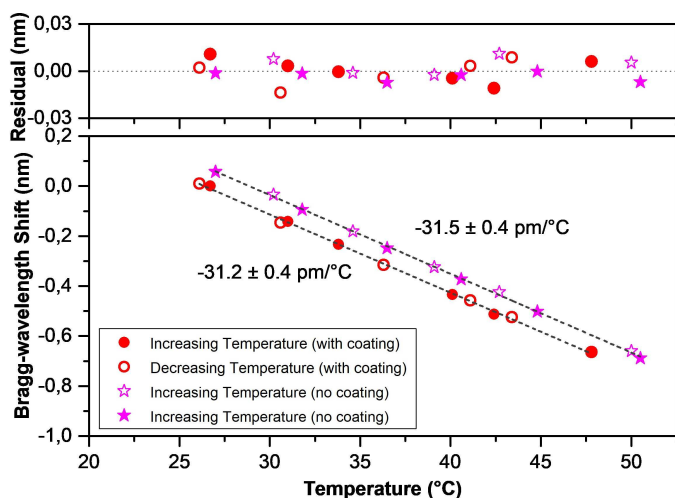 Residual (nm)
0,03
0,00
-0,03
Bragg-wavelength Shift (nm)
0,2
0,0
-0,2
-0,4
-0,6
-0,8
-1,0
-31.5 ± 0.4 pm/°C
-31.2 ± 0.4 pm/°C
Increasing Temperature (with coating)
Decreasing Temperature (with coating)
Increasing Temperature (no coating)
Increasing Temperature (no coating)
20 25 30 35 40 45 50
Temperature (°C)